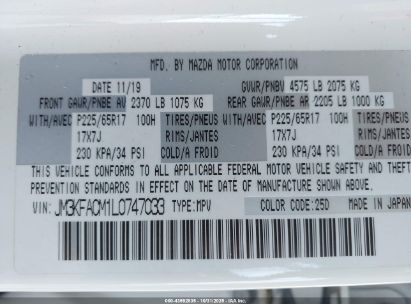 MFD. BY MAZDA MOTOR CORPORATION
DATE 11/19 GVWR/PNBV 4575 LB 2075 KG
FRONT GAWR/PNBE AV 2370 LB 1075 KG REAR GAWR/PNBE AR 2205 LB 1000 KG
WITH/AVEC P225/65R17 100H TIRES/PNEUS WITH/AVEC P225/65R17 100H TIRES/PNEUS
17X7J RIMS/JANTES 17X7J RIMS/JANTES
230 KPA/34 PSI COLD/A FROID 230 KPA/34 PSI COLD/A FROID
THIS VEHICLE CONFORMS TO ALL APPLICABLE FEDERAL MOTOR VEHICLE SAFETY AND THEFT
PREVENTION STANDARDS IN EFFECT ON THE DATE OF MANUFACTURE SHOWN ABOVE.
VIN: JM3KFACM1L0747033 TYPE:MPV COLOR CODE:25D MADE IN JAPAN